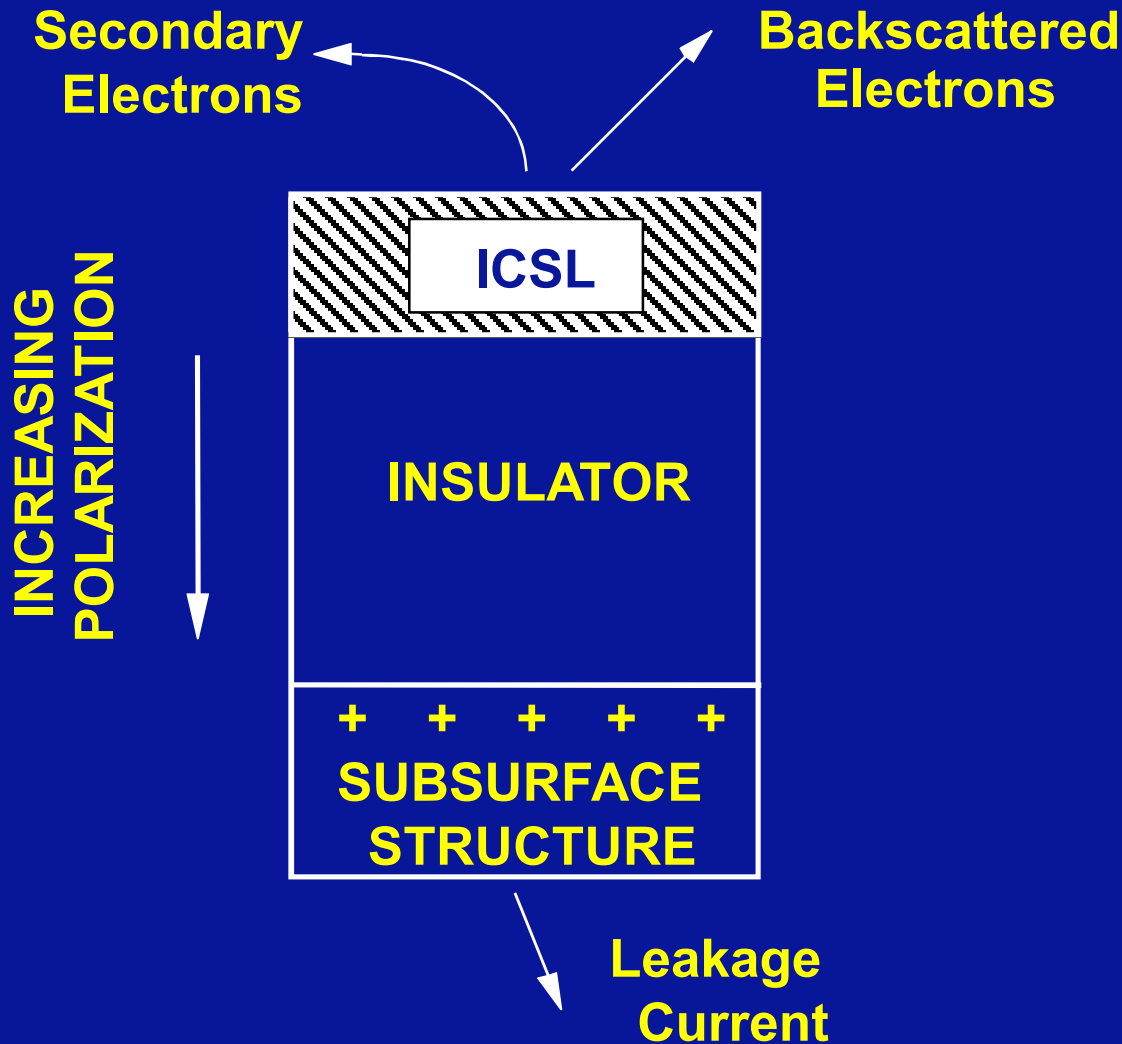 Secondary
Electrons
Backscattered
Electrons
ICSL
INCREASING
POLARIZATION
INSULATOR
+ + + + +
SUBSURFACE
STRUCTURE
Leakage
Current